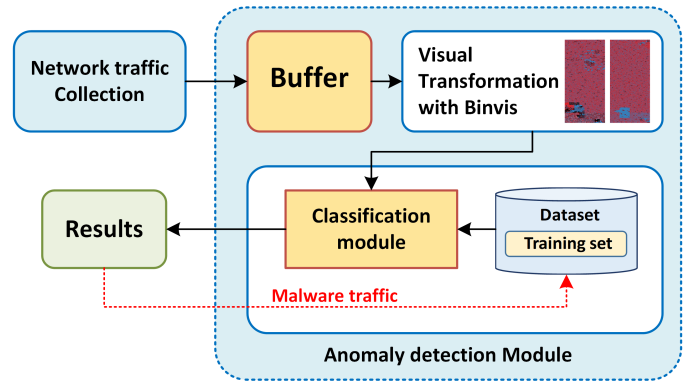 Network traffic
Collection
Buffer
Visual
Transformation
with Binvis
Classification
module
Dataset
Training set
Results
Malware traffic
Anomaly detection Module